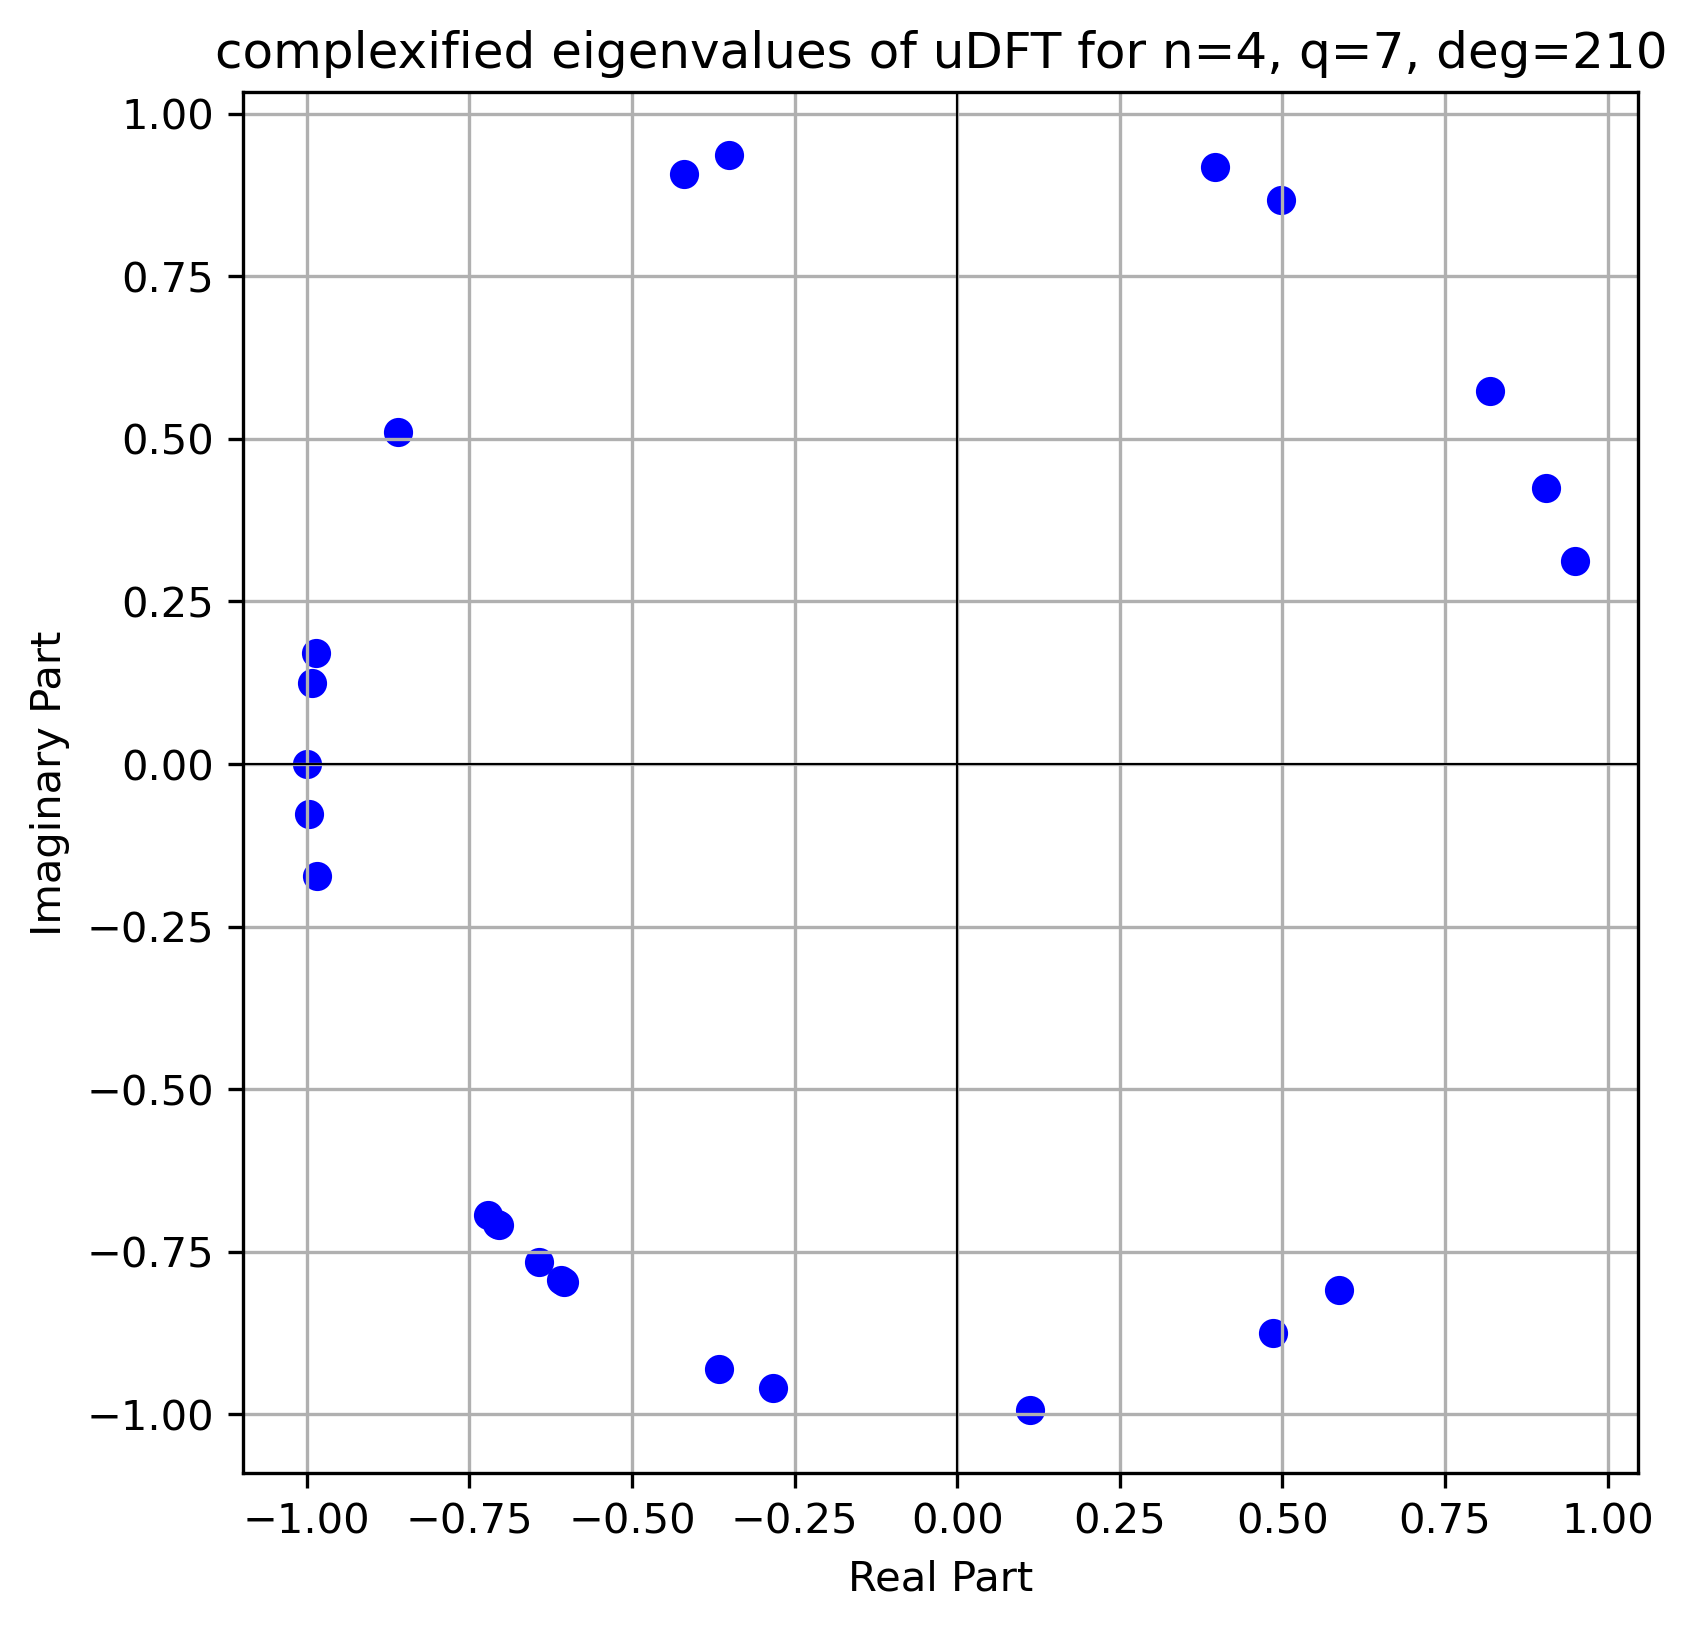 complexified eigenvalues of uDFT for n=4, q=7, deg=210
1.00
0.75
0.50
0.25
0.00
−0.25
−0.50
−0.75
−1.00
Imaginary Part
−1.00 −0.75 −0.50 −0.25 0.00 0.25 0.50 0.75 1.00
Real Part